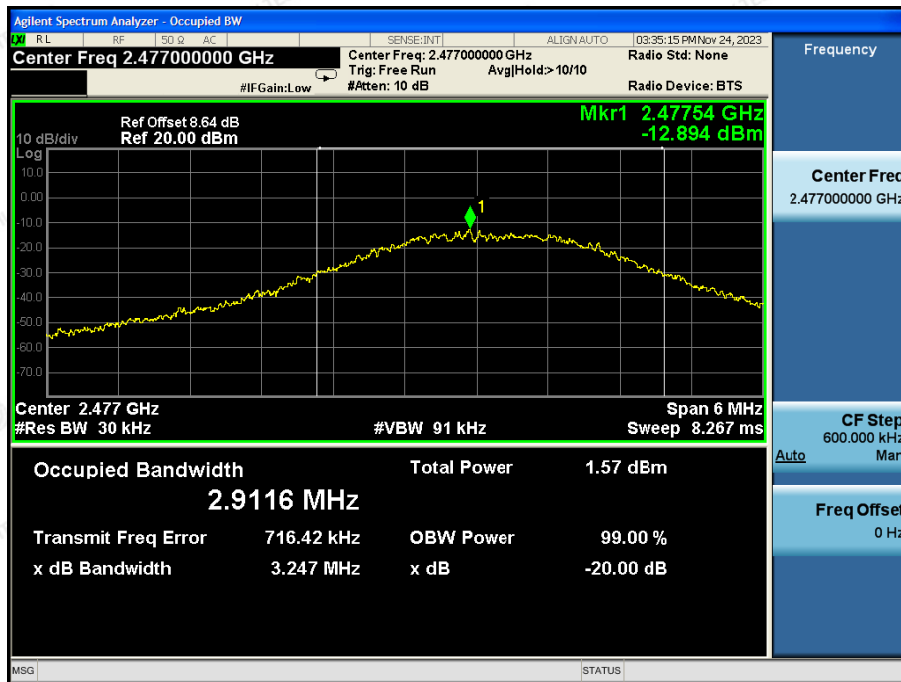 Agilent Spectrum Analyzer - Occupied BW
LXI RL RF 50 Ω AC SENSE:INT ALIGN AUTO 03:35:15 PM Nov 24, 2023
Center Freq 2.477000000 GHz
Center Freq: 2.477000000 GHz Radio Std: None
Trig: Free Run Avg|Hold:> 10/10
#IFGain:Low #Atten: 10 dB Radio Device: BTS
Ref Offset 8.64 dB
10 dB/div Ref 20.00 dBm
Log
Mkr1 2.47754 GHz
-12.894 dBm
10.0
0.00
-10.0
-20.0
-30.0
-40.0
-50.0
-60.0
-70.0
1
Center 2.477 GHz Span 6 MHz
#Res BW 30 kHz #VBW 91 kHz Sweep 8.267 ms
Occupied Bandwidth Total Power 1.57 dBm
2.9116 MHz
Transmit Freq Error 716.42 kHz OBW Power 99.00 %
x dB Bandwidth 3.247 MHz x dB -20.00 dB
MSG STATUS
Frequency
Center Freq
2.477000000 GHz
CF Step
600.000 kHz
Auto Man
Freq Offset
0 Hz